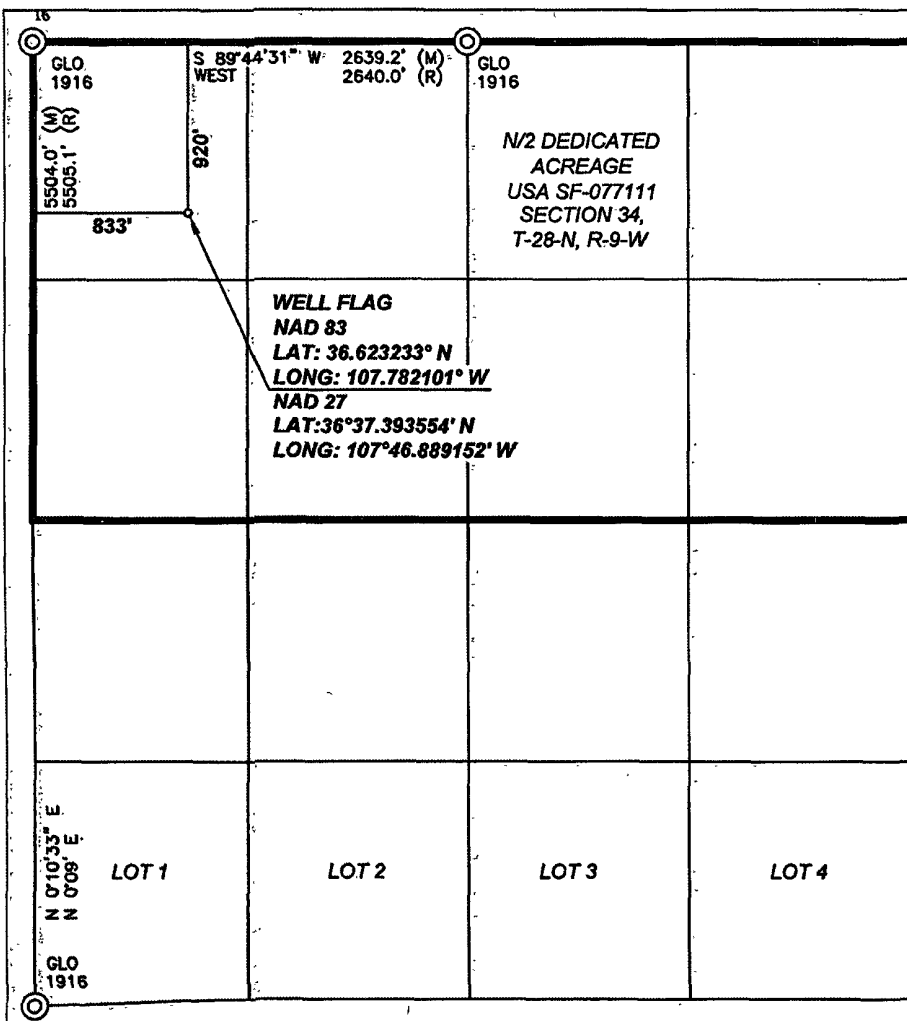 16
GLO
1916
S 89°44'31" W 2639.2' (M)
WEST 2640.0' (R)
GLO
1916
5504.0' (M)
5505.1' (R)
920'
833'
N/2 DEDICATED
ACREAGE
USA SF-077111
SECTION 34,
T-28-N, R-9-W
WELL FLAG
NAD 83
LAT: 36.623233° N
LONG: 107.782101° W
NAD 27
LAT:36°37.393554' N
LONG: 107°46.889152' W
N 0°10'33" E
N 0°09' E
LOT 1
LOT 2
LOT 3
LOT 4
GLO
1916